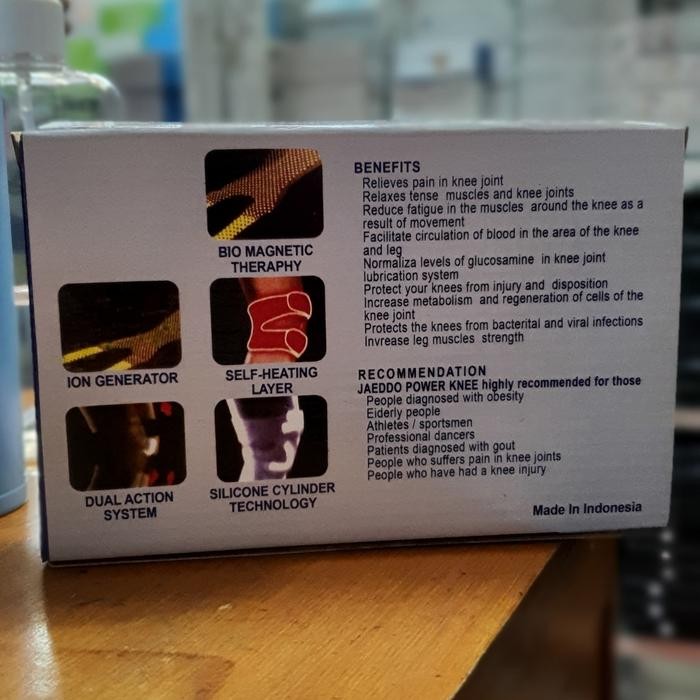 BIO MAGNETIC
THERAPHY
ION GENERATOR
SELF-HEATING
LAYER
DUAL ACTION
SYSTEM
SILICONE CYLINDER
TECHNOLOGY
BENEFITS
Relieves pain in knee joint
Relaxes tense muscles and knee joints
Reduce fatigue in the muscles around the knee as a
result of movement
Facilitate circulation of blood in the area of the knee
and leg
Normaliza levels of glucosamine in knee joint
lubrication system
Protect your knees from injury and disposition
Increase metabolism and regeneration of cells of the
knee joint
Protects the knees from bacterital and viral infections
Invrease leg muscles strength
RECOMMENDATION
JAEDDO POWER KNEE highly recommended for those
People diagnosed with obesity
Eiderly people
Athletes / sportsmen
Professional dancers
Patients diagnosed with gout
People who suffers pain in knee joints
People who have had a knee injury
Made In Indonesia